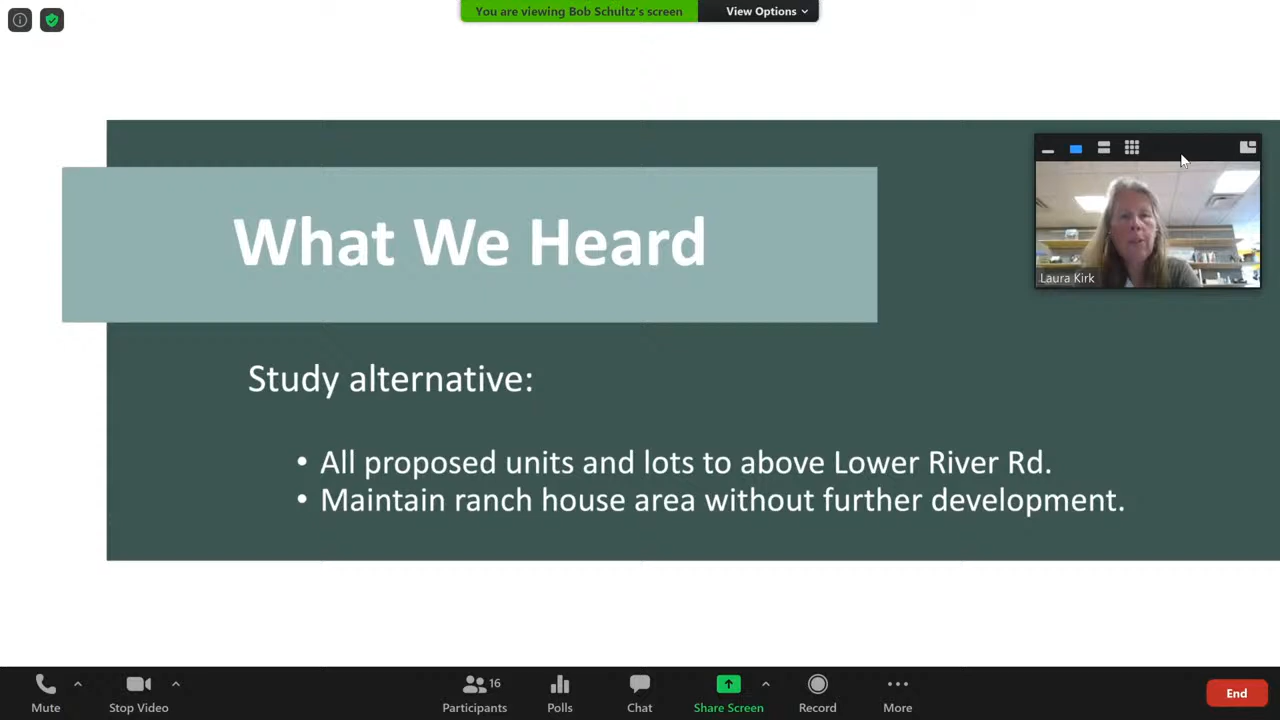 You are viewing Bob Schultz's screen
View Options
What We Heard
Laura Kirk
Study alternative:
• All proposed units and lots to above Lower River Rd.
• Maintain ranch house area without further development.
16
Mute
Stop Video
Participants
Polls
Chat
Share Screen
Record
More
End